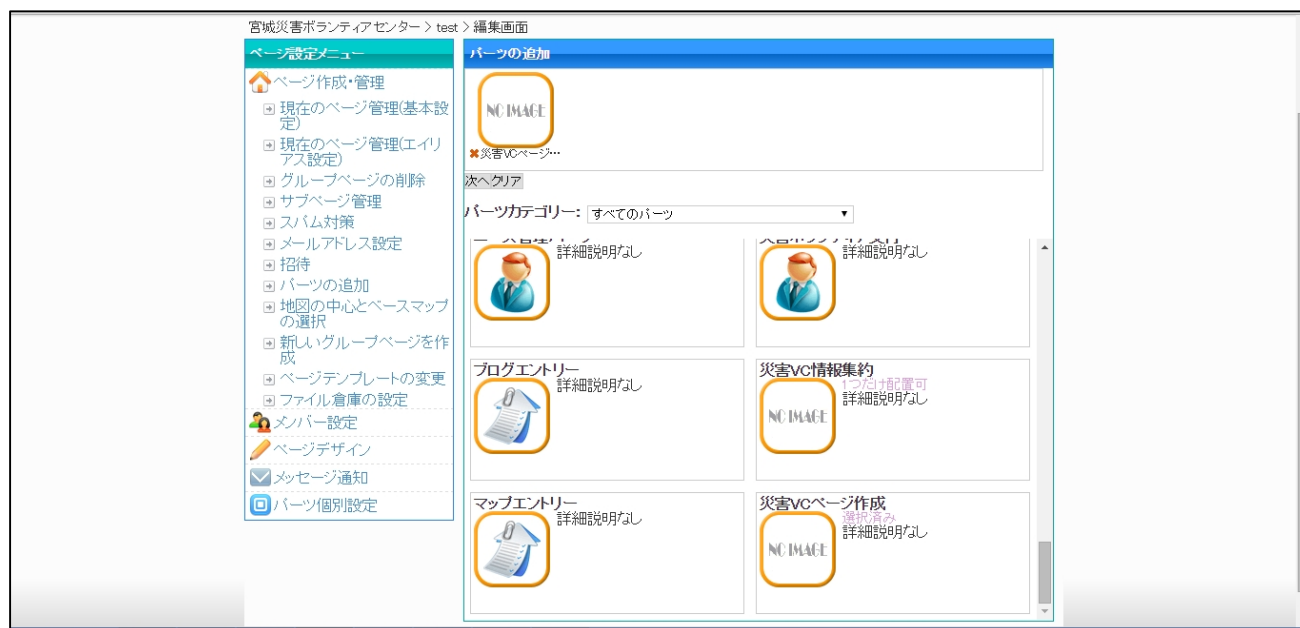 宮城災害ボランティアセンター > test > 編集画面
ページ設定メニュー
ページ作成・管理
現在のページ管理(基本設
定)
現在のページ管理(エイリ
アス設定)
グループページの削除
サブページ管理
スパム対策
メールアドレス設定
招待
パーツの追加
地図の中心とベースマップ
の選択
新しいグループページを作
成
ページテンプレートの変更
ファイル倉庫の設定
メンバー設定
ページデザイン
メッセージ通知
パーツ個別設定
パーツの追加
NO IMAGE
災害VCページ…
次へクリア
パーツカテゴリー: すべてのパーツ
詳細説明なし
詳細説明なし
ブログエントリー
詳細説明なし
災害VC情報集約
1つだけ配置可
詳細説明なし
NO IMAGE
マップエントリー
詳細説明なし
災害VCページ作成
選択済み
詳細説明なし
NO IMAGE